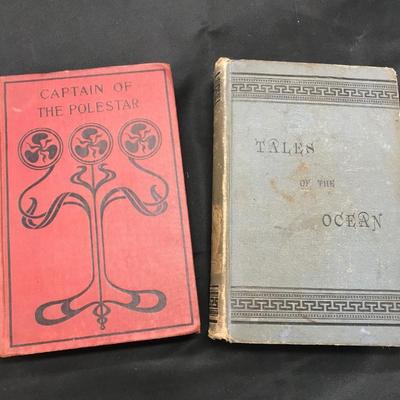 CAPTAIN OF
THE POLESTAR
TALES
OF THE
OCEAN